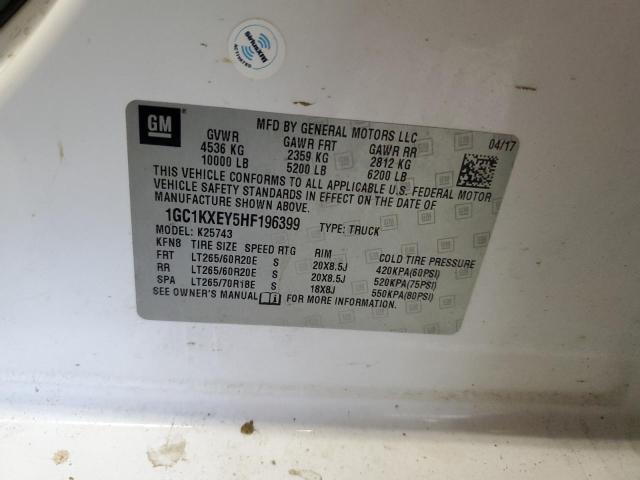 siriusXM
ACTIVATED
GM
MFD BY GENERAL MOTORS LLC
04/17
GVWR GAWR FRT GAWR RR
4536 KG 2359 KG 2812 KG
10000 LB 5200 LB 6200 LB
THIS VEHICLE CONFORMS TO ALL APPLICABLE U.S. FEDERAL MOTOR
VEHICLE SAFETY STANDARDS IN EFFECT ON THE DATE OF
MANUFACTURE SHOWN ABOVE.
1GC1KXEY5HF196399 TYPE: TRUCK
MODEL: K25743
KFN8 TIRE SIZE SPEED RTG RIM COLD TIRE PRESSURE
FRT LT265/60R20E S 20X8.5J 420KPA(60PSI)
RR LT265/60R20E S 20X8.5J 520KPA(75PSI)
SPA LT265/70R18E S 18X8J 550KPA(80PSI)
SEE OWNER'S MANUAL FOR MORE INFORMATION.